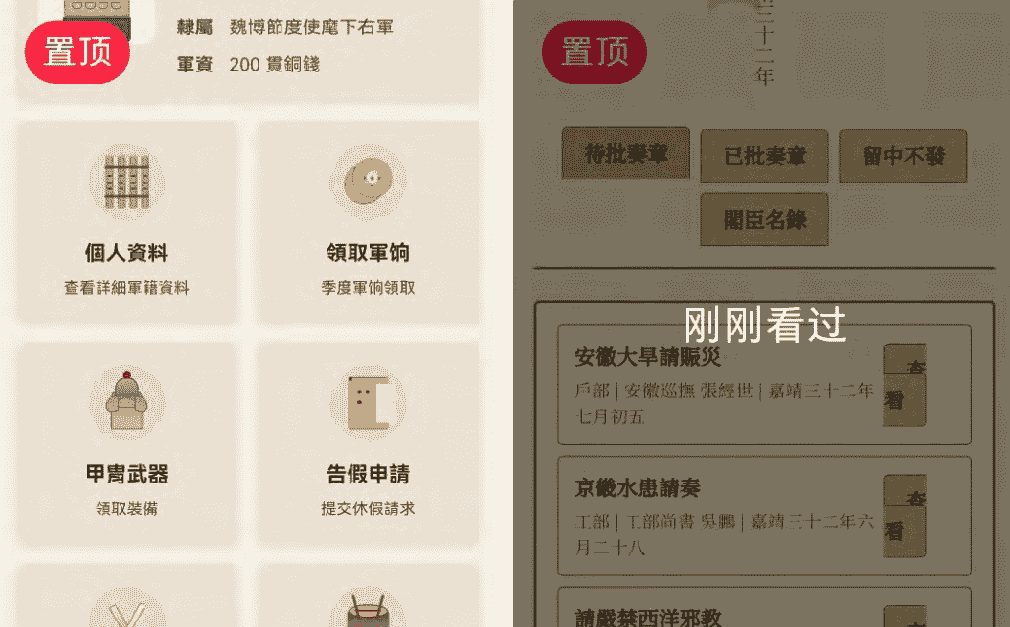 置顶
隸屬 魏博節度使麾下右軍
軍資 200 貫銅錢
個人資料
查看詳細軍籍資料
領取軍饷
季度軍饷領取
甲冑武器
領取裝備
告假申請
提交休假請求
置顶
三十二年
待批奏章
已批奏章
留中不發
閣臣名錄
刚刚看过
安徽大旱請賑災
戶部 | 安徽巡撫 張經世 | 嘉靖三十二年
七月初五
查
看
京畿水患請奏
工部 | 工部尚書 吳鵬 | 嘉靖三十二年六
月二十八
查
看
請嚴禁西洋邪教